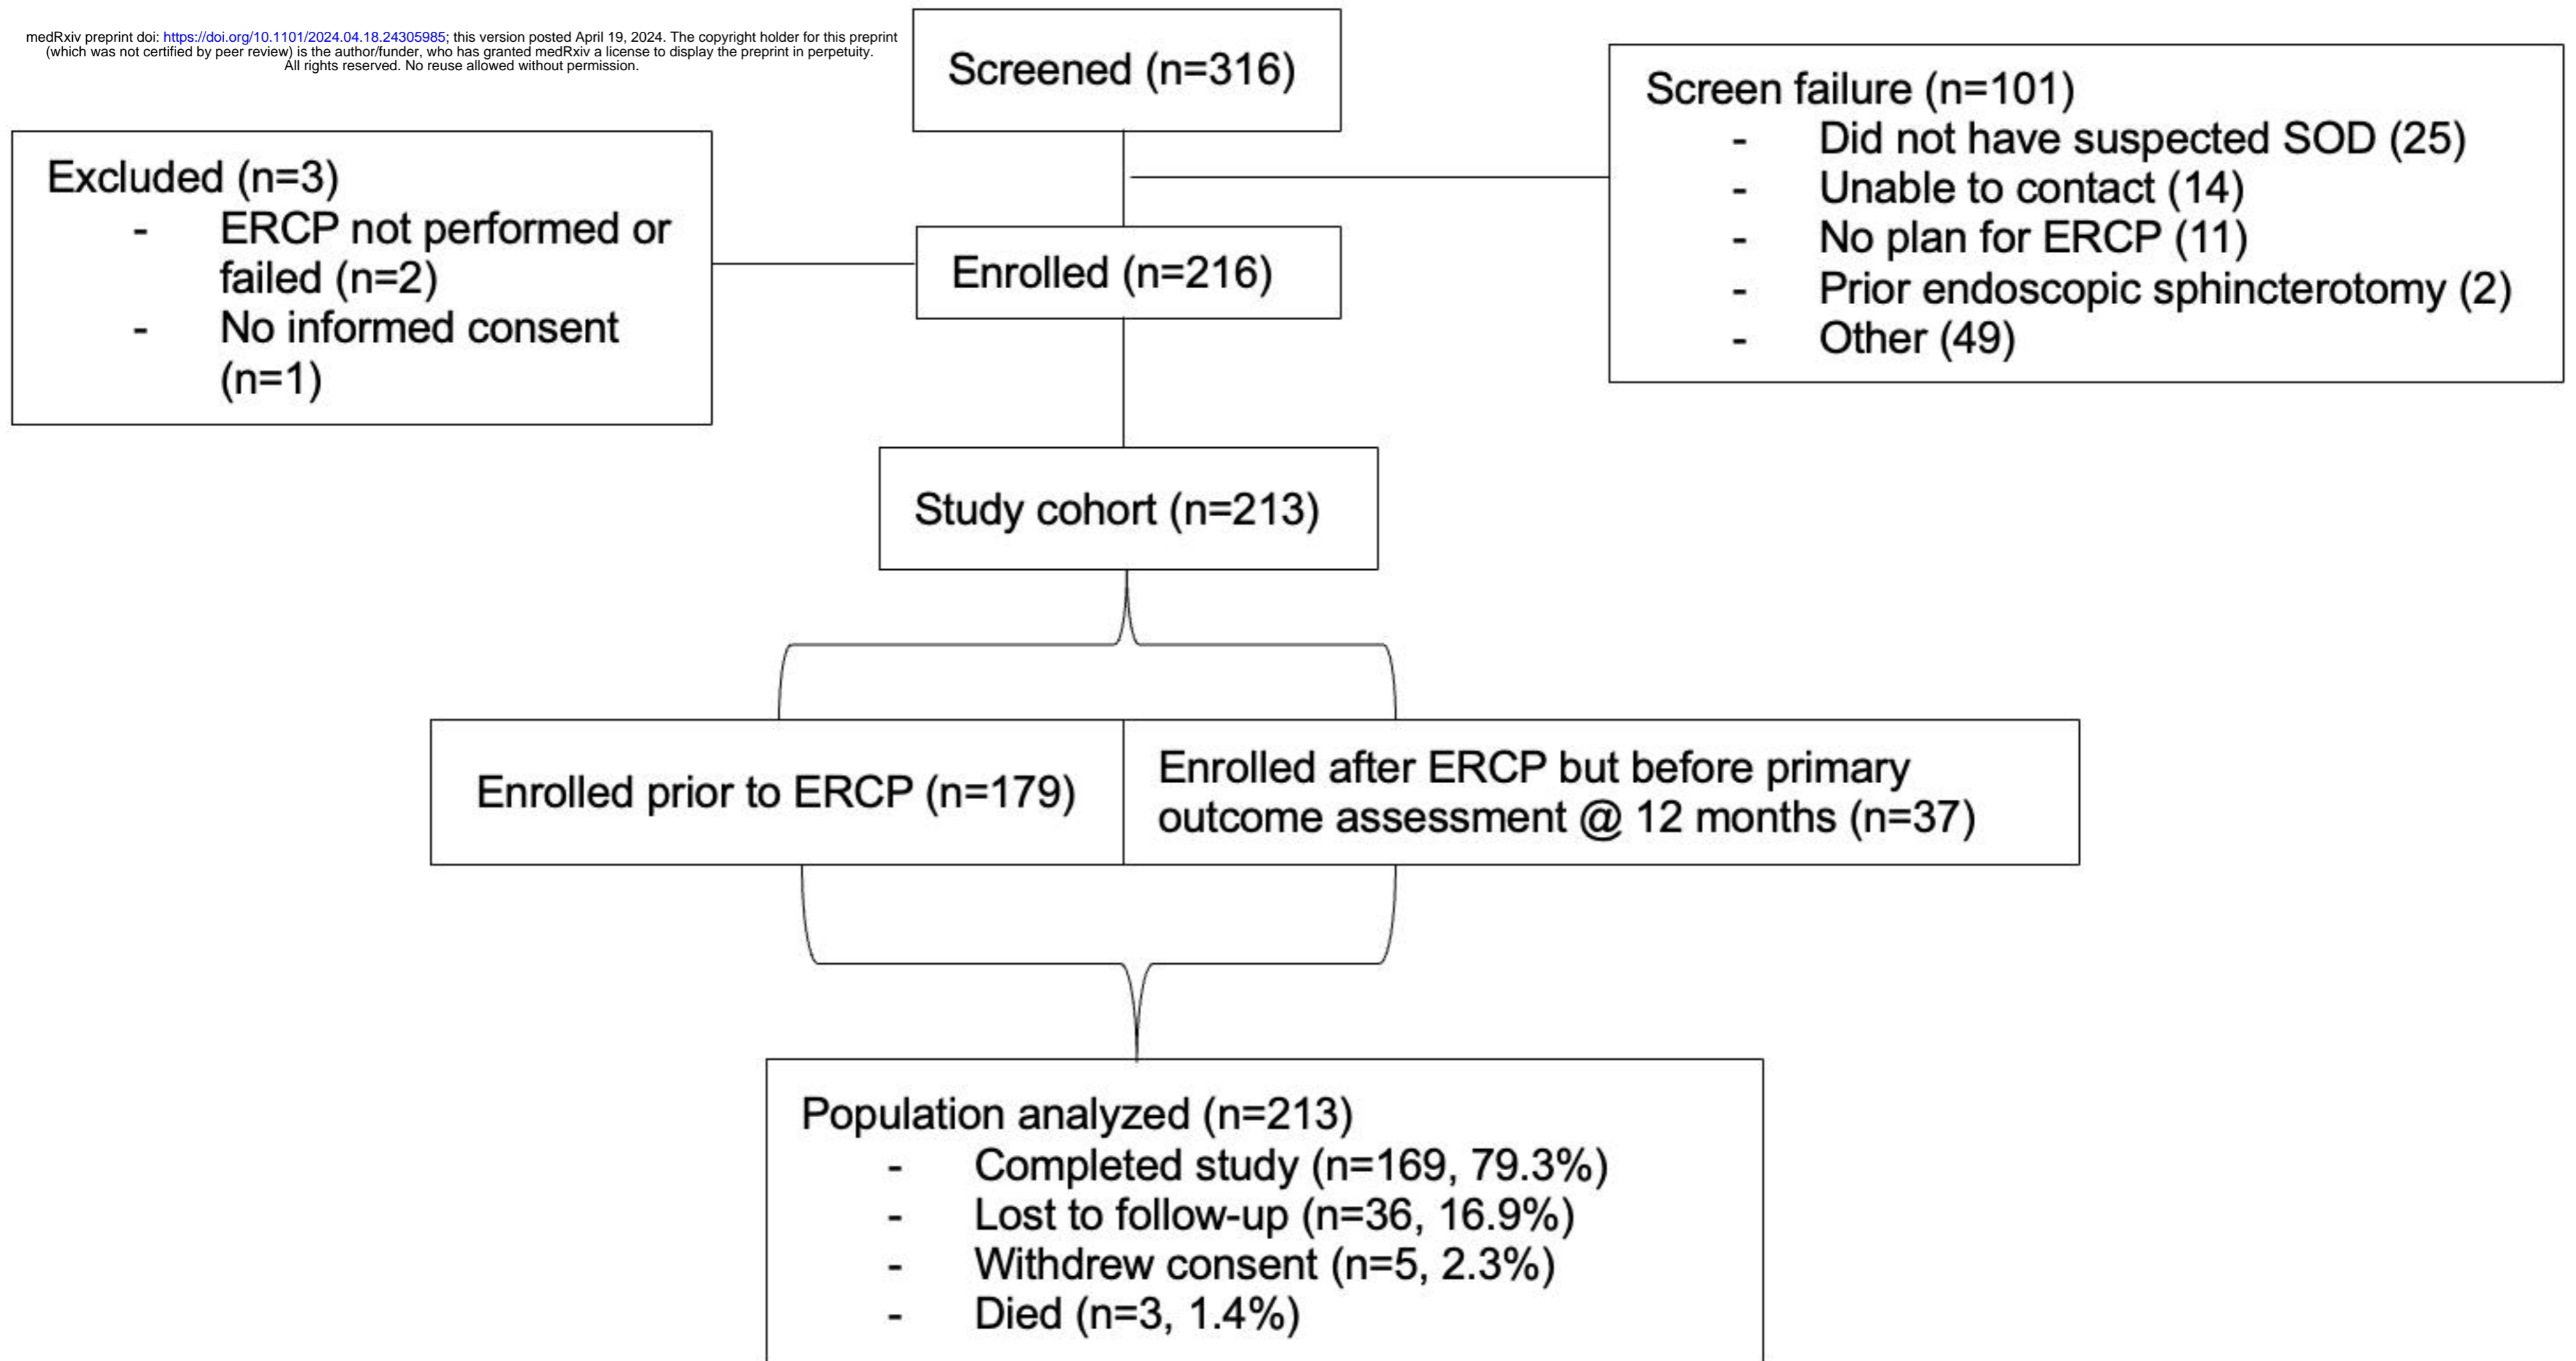 medRxiv preprint doi: https://doi.org/10.1101/2024.04.18.24305985; this version posted April 19, 2024. The copyright holder for this preprint
(which was not certified by peer review) is the author/funder, who has granted medRxiv a license to display the preprint in perpetuity.
All rights reserved. No reuse allowed without permission.
Screened (n=316)
Screen failure (n=101)
- Did not have suspected SOD (25)
- Unable to contact (14)
- No plan for ERCP (11)
- Prior endoscopic sphincterotomy (2)
- Other (49)
Excluded (n=3)
- ERCP not performed or
failed (n=2)
- No informed consent
(n=1)
Enrolled (n=216)
Study cohort (n=213)
Enrolled prior to ERCP (n=179)
Enrolled after ERCP but before primary
outcome assessment @ 12 months (n=37)
Population analyzed (n=213)
- Completed study (n=169, 79.3%)
- Lost to follow-up (n=36, 16.9%)
- Withdrew consent (n=5, 2.3%)
- Died (n=3, 1.4%)